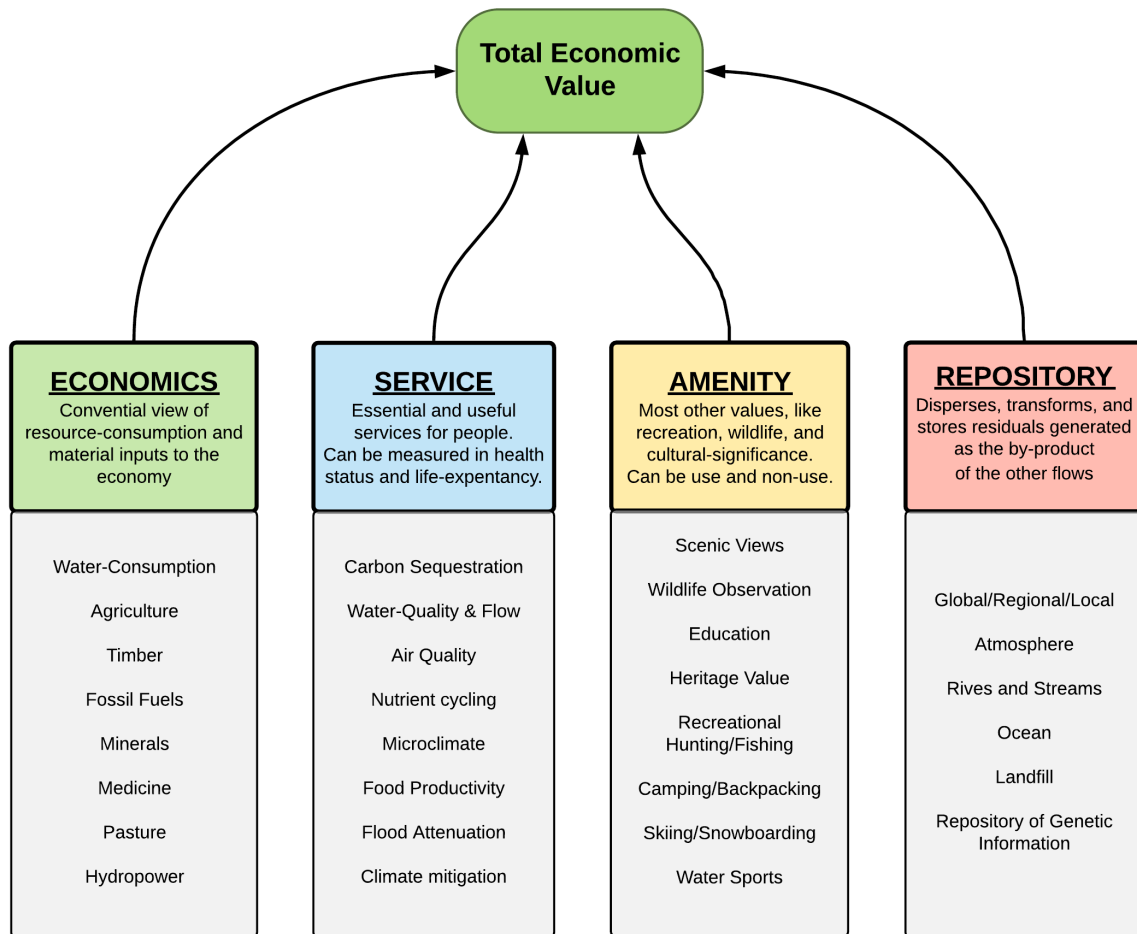 Total Economic
Value
ECONOMICS
Convential view of
resource-consumption and
material inputs to the
economy
Water-Consumption
Agriculture
Timber
Fossil Fuels
Minerals
Medicine
Pasture
Hydropower
SERVICE
Essential and useful
services for people.
Can be measured in health
status and life-expentancy.
Carbon Sequestration
Water-Quality & Flow
Air Quality
Nutrient cycling
Microclimate
Food Productivity
Flood Attenuation
Climate mitigation
AMENITY
Most other values, like
recreation, wildlife, and
cultural-significance.
Can be use and non-use.
Scenic Views
Wildlife Observation
Education
Heritage Value
Recreational
Hunting/Fishing
Camping/Backpacking
Skiing/Snowboarding
Water Sports
REPOSITORY
Disperses, transforms, and
stores residuals generated
as the by-product
of the other flows
Global/Regional/Local
Atmosphere
Rives and Streams
Ocean
Landfill
Repository of Genetic
Information